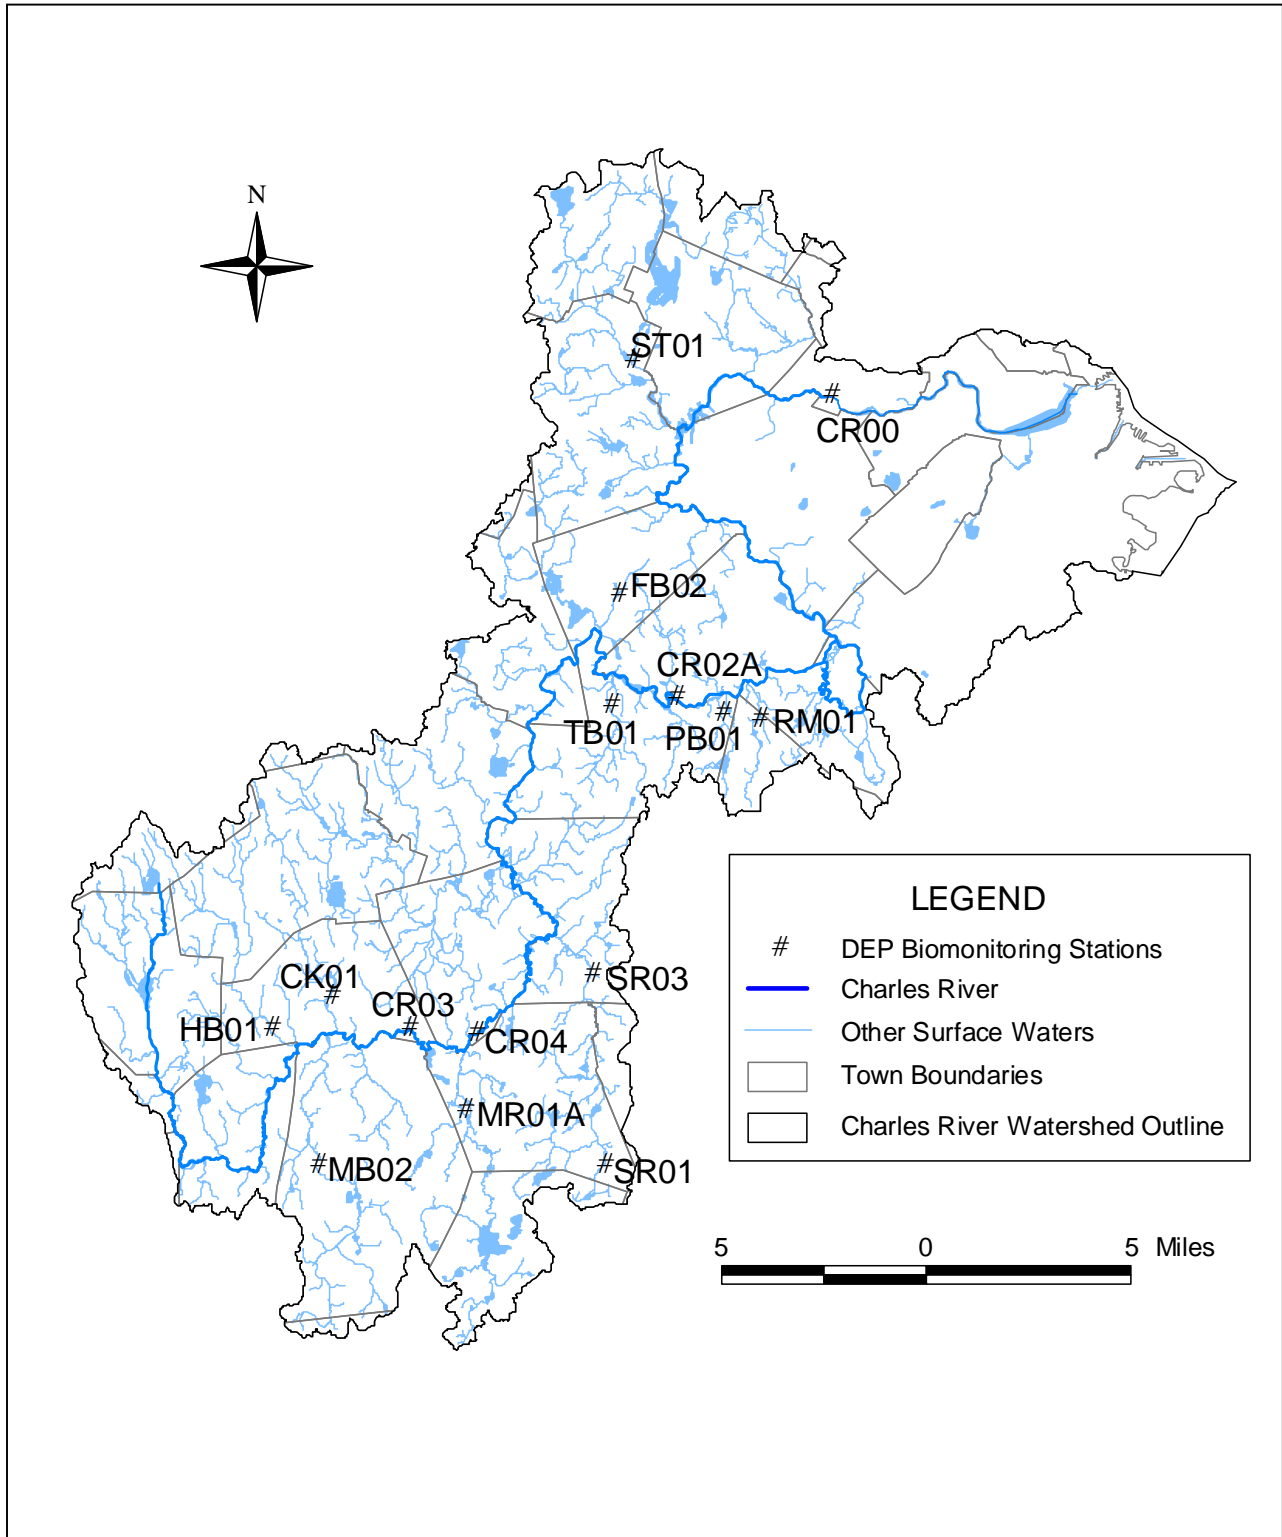 N
ST01
#
#
CR00
#
FB02
CR02A
#
#
TB01
#
PB01
#
RM01
LEGEND
# DEP Biomonitoring Stations
Charles River
Other Surface Waters
Town Boundaries
Charles River Watershed Outline
#
SR03
CK01
#
CR03
#
HB01
#
#
CR04
#
MR01A
#
MB02
#
SR01
5 0 5 Miles